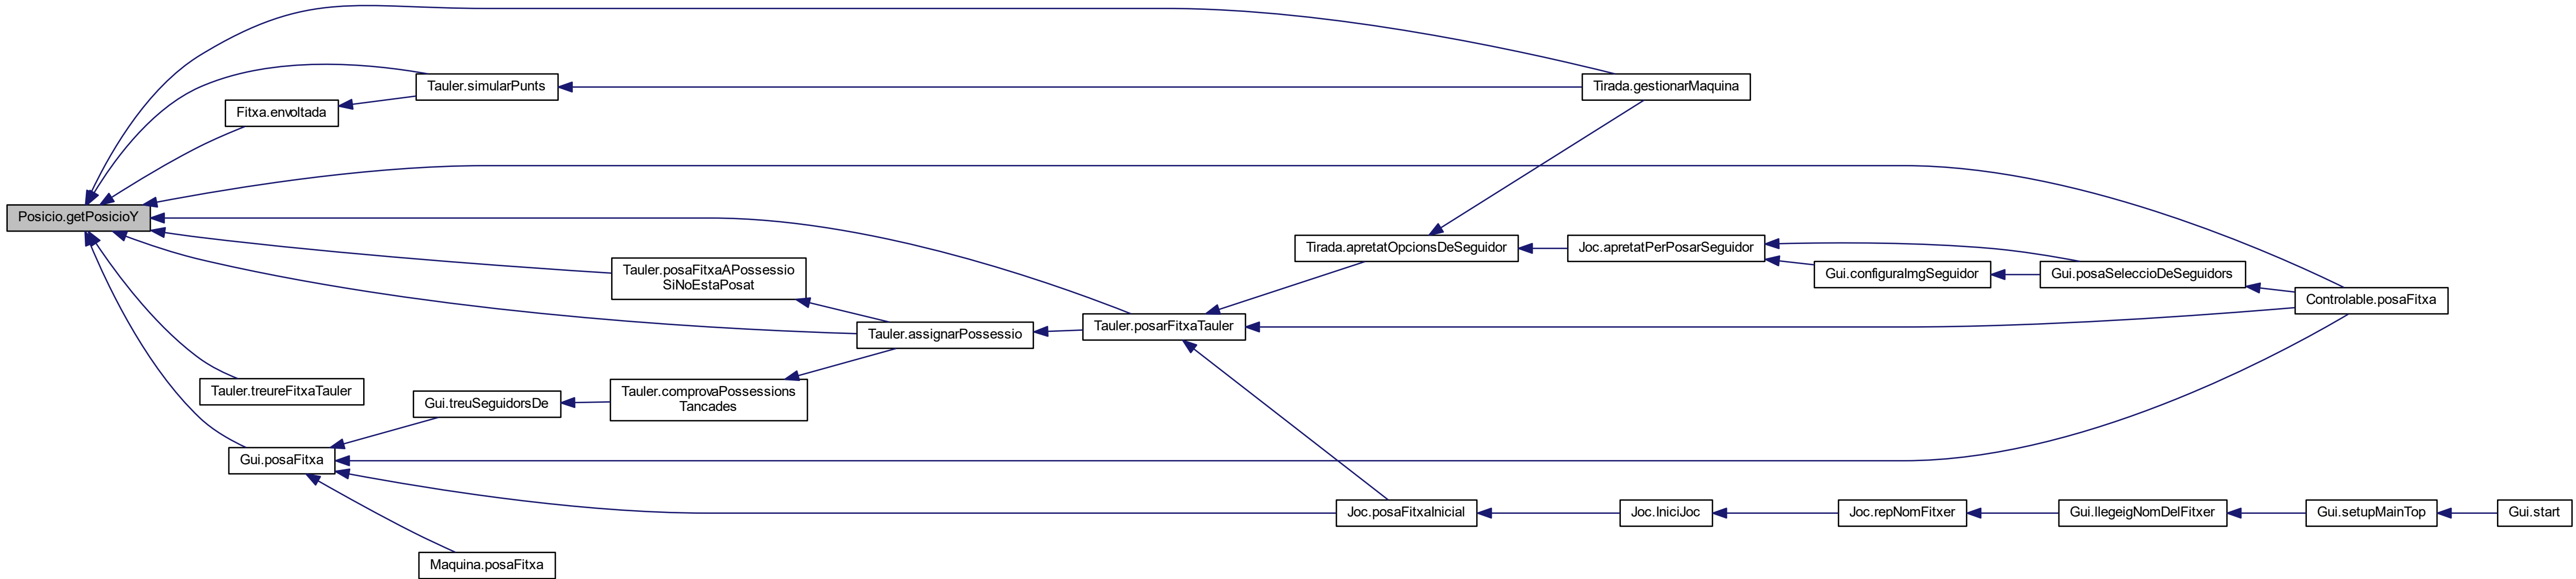 Posicio.getPosicioY
Tauler.simularPunts
Fitxa.envoltada
Tirada.gestionarMaquina
Tauler.posaFitxaAPossessio
SiNoEstaPosat
Tauler.assignarPossessio
Tauler.posarFitxaTauler
Tirada.apretatOpcionsDeSeguidor
Joc.apretatPerPosarSeguidor
Gui.configuraImgSeguidor
Gui.posaSeleccioDeSeguidors
Controlable.posaFitxa
Tauler.treureFitxaTauler
Gui.treuSeguidorsDe
Tauler.comprovaPossessions
Tancades
Gui.posaFitxa
Joc.posaFitxaInicial
Joc.IniciJoc
Joc.repNomFitxer
Gui.llegeigNomDelFitxer
Gui.setupMainTop
Gui.start
Maquina.posaFitxa